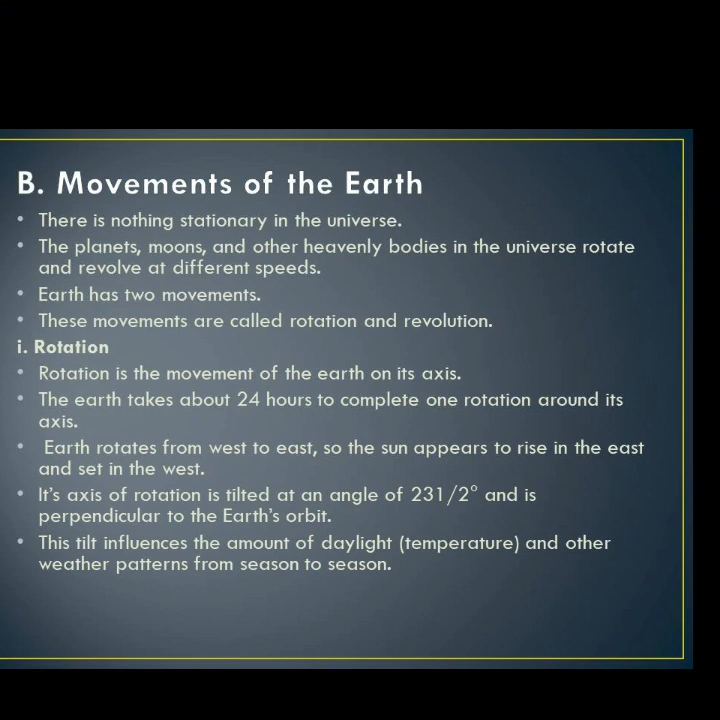 B. Movements of the Earth
• There is nothing stationary in the universe.
• The planets, moons, and other heavenly bodies in the universe rotate
and revolve at different speeds.
• Earth has two movements.
• These movements are called rotation and revolution.
i. Rotation
• Rotation is the movement of the earth on its axis.
• The earth takes about 24 hours to complete one rotation around its
axis.
• Earth rotates from west to east, so the sun appears to rise in the east
and set in the west.
• It's axis of rotation is tilted at an angle of 231/2° and is
perpendicular to the Earth's orbit.
• This tilt influences the amount of daylight (temperature) and other
weather patterns from season to season.